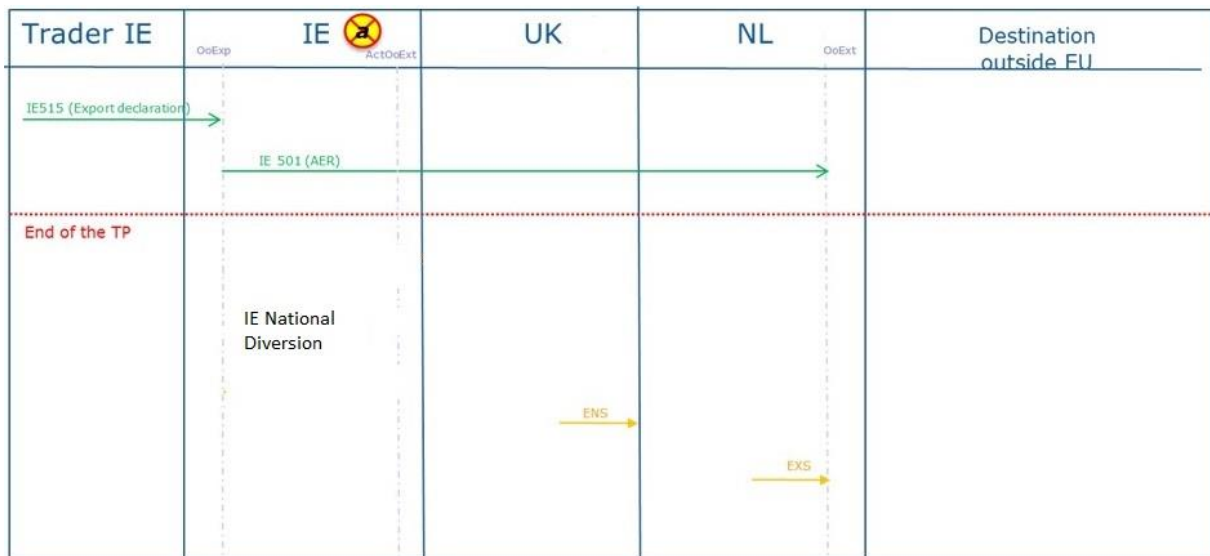 Trader IE
IE
a
UK
NL
Destination
outside EU
OoExp
ActOoExt
OoExt
IE515 (Export declaration)
IE 501 (AER)
End of the TP
IE National
Diversion
ENS
EXS